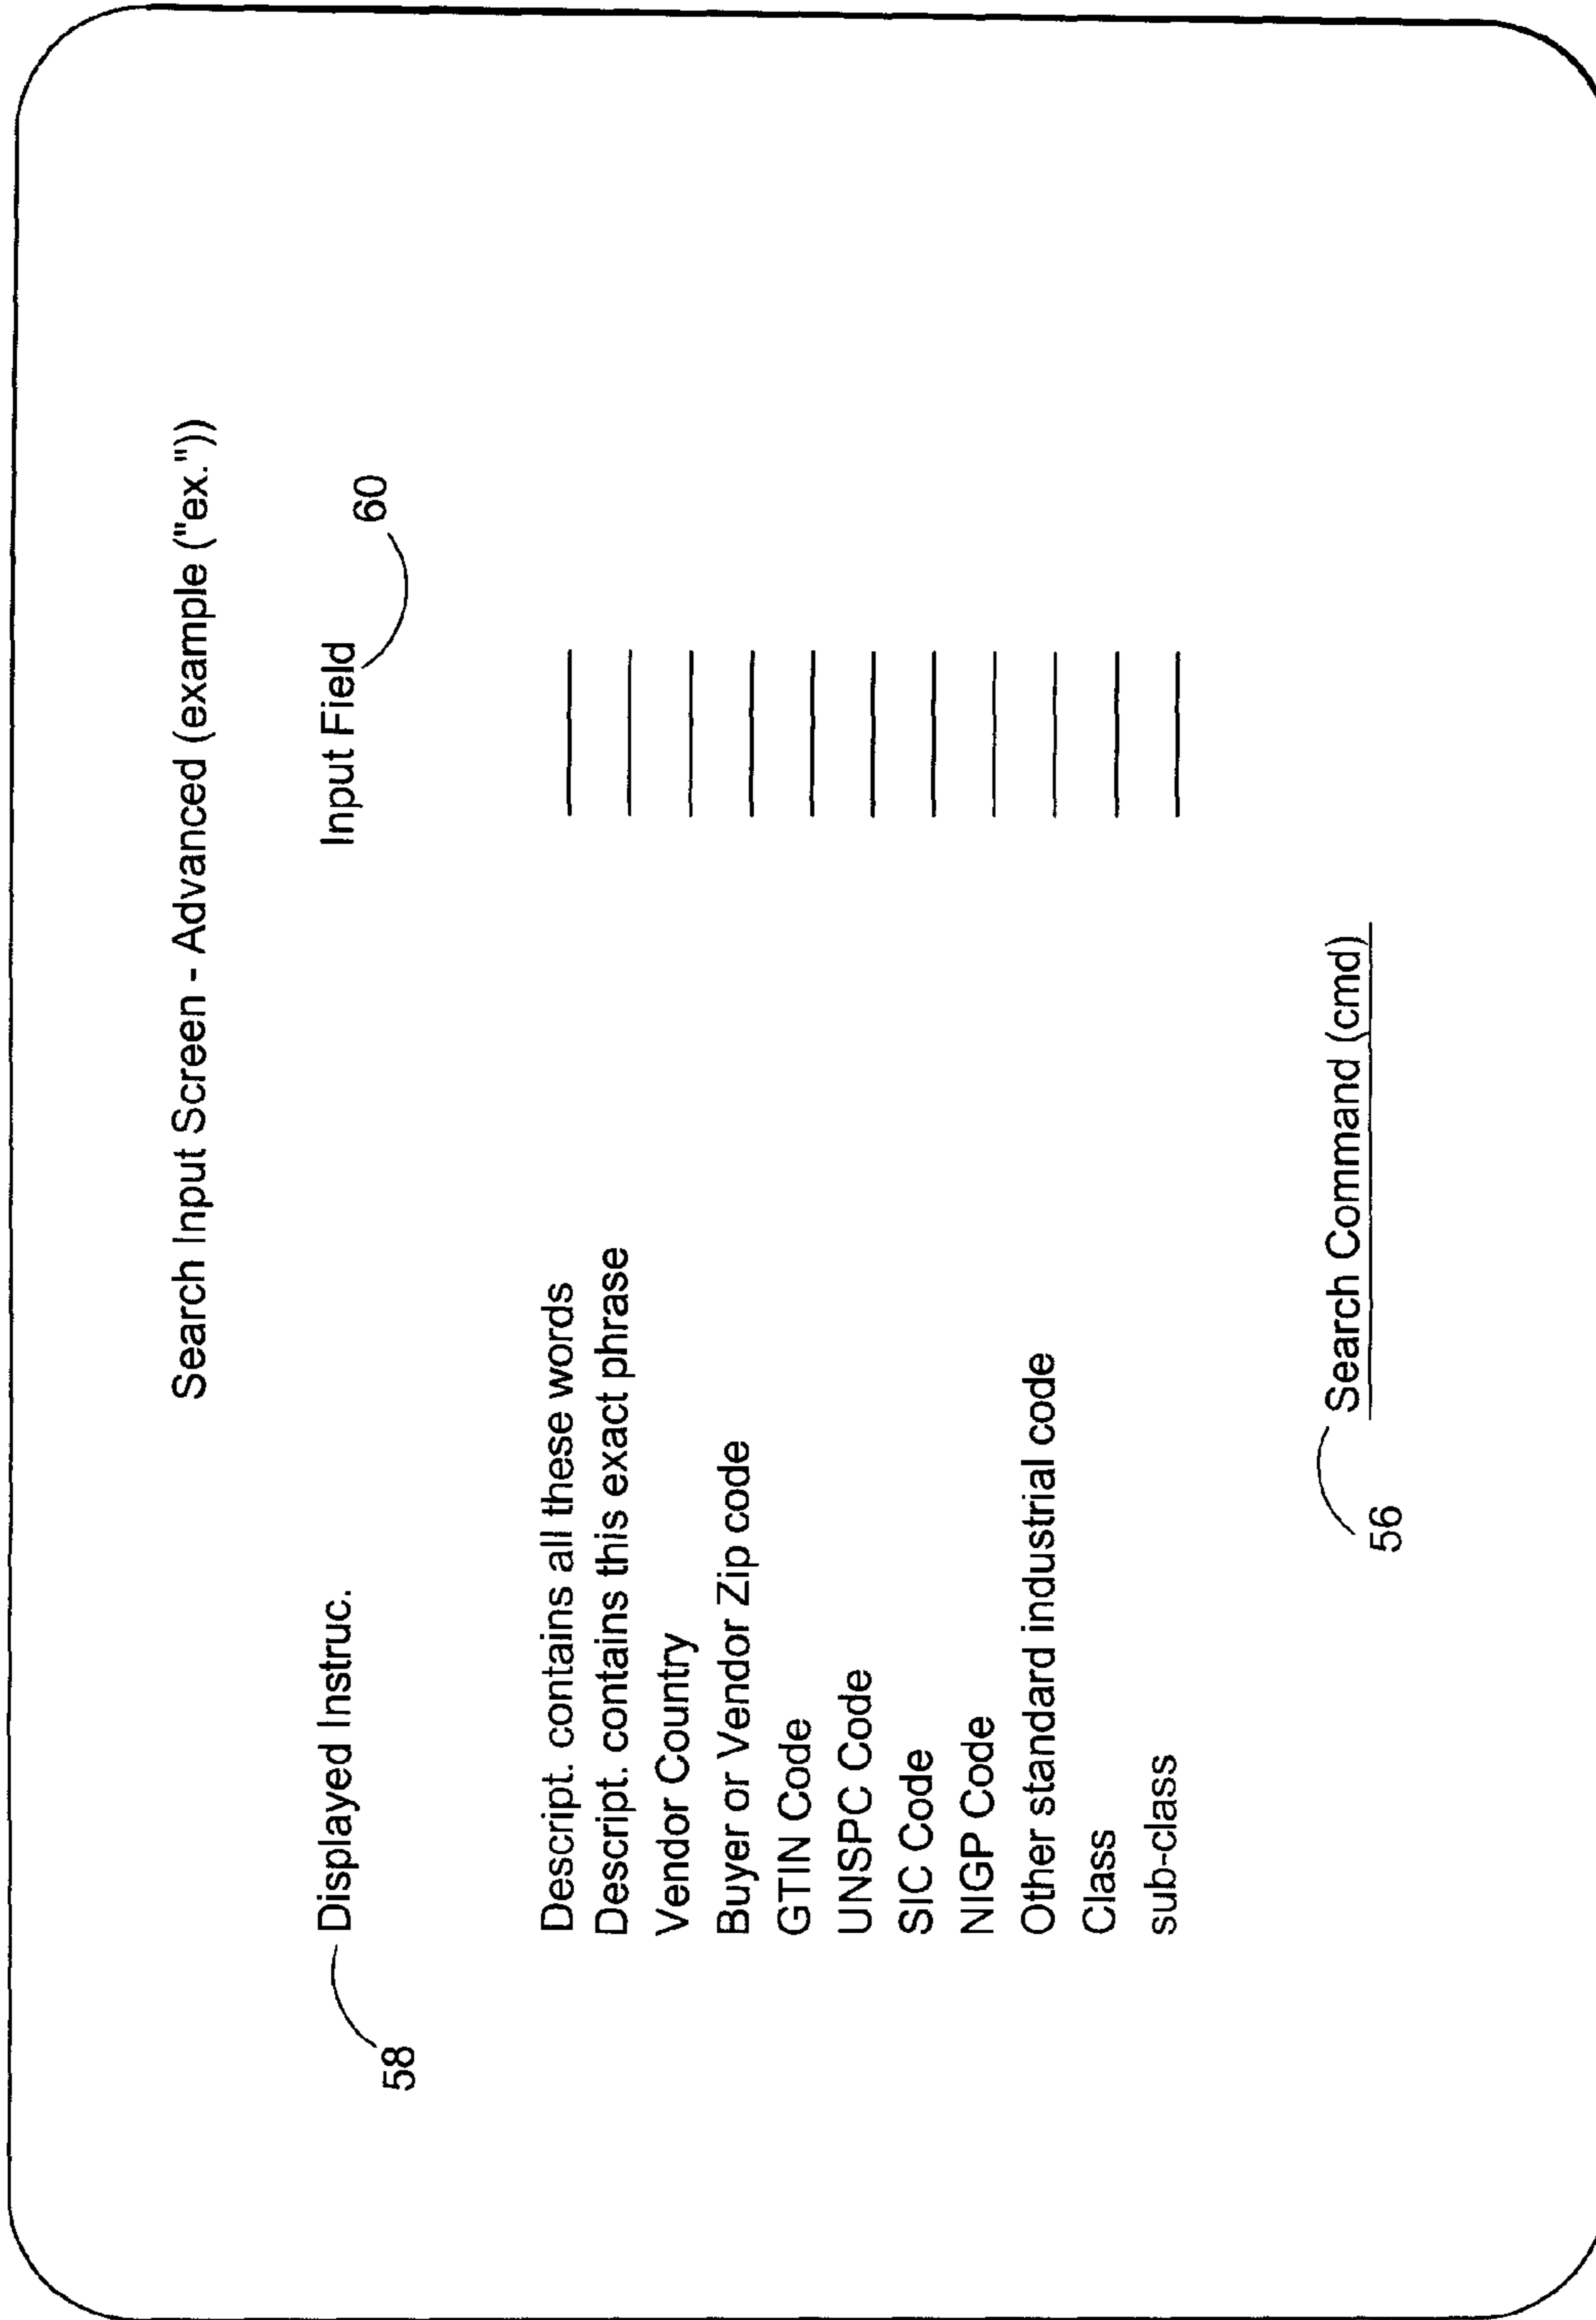 Search Input Screen - Advanced (example ("ex."))
58 Displayed Instruc. Input Field 60
Descript. contains all these words
Descript. contains this exact phrase
Vendor Country
Buyer or Vendor Zip code
GTIN Code
UNSPC Code
SIC Code
NIGP Code
Other standard industrial code
Class
sub-class
56 Search Command (cmd)